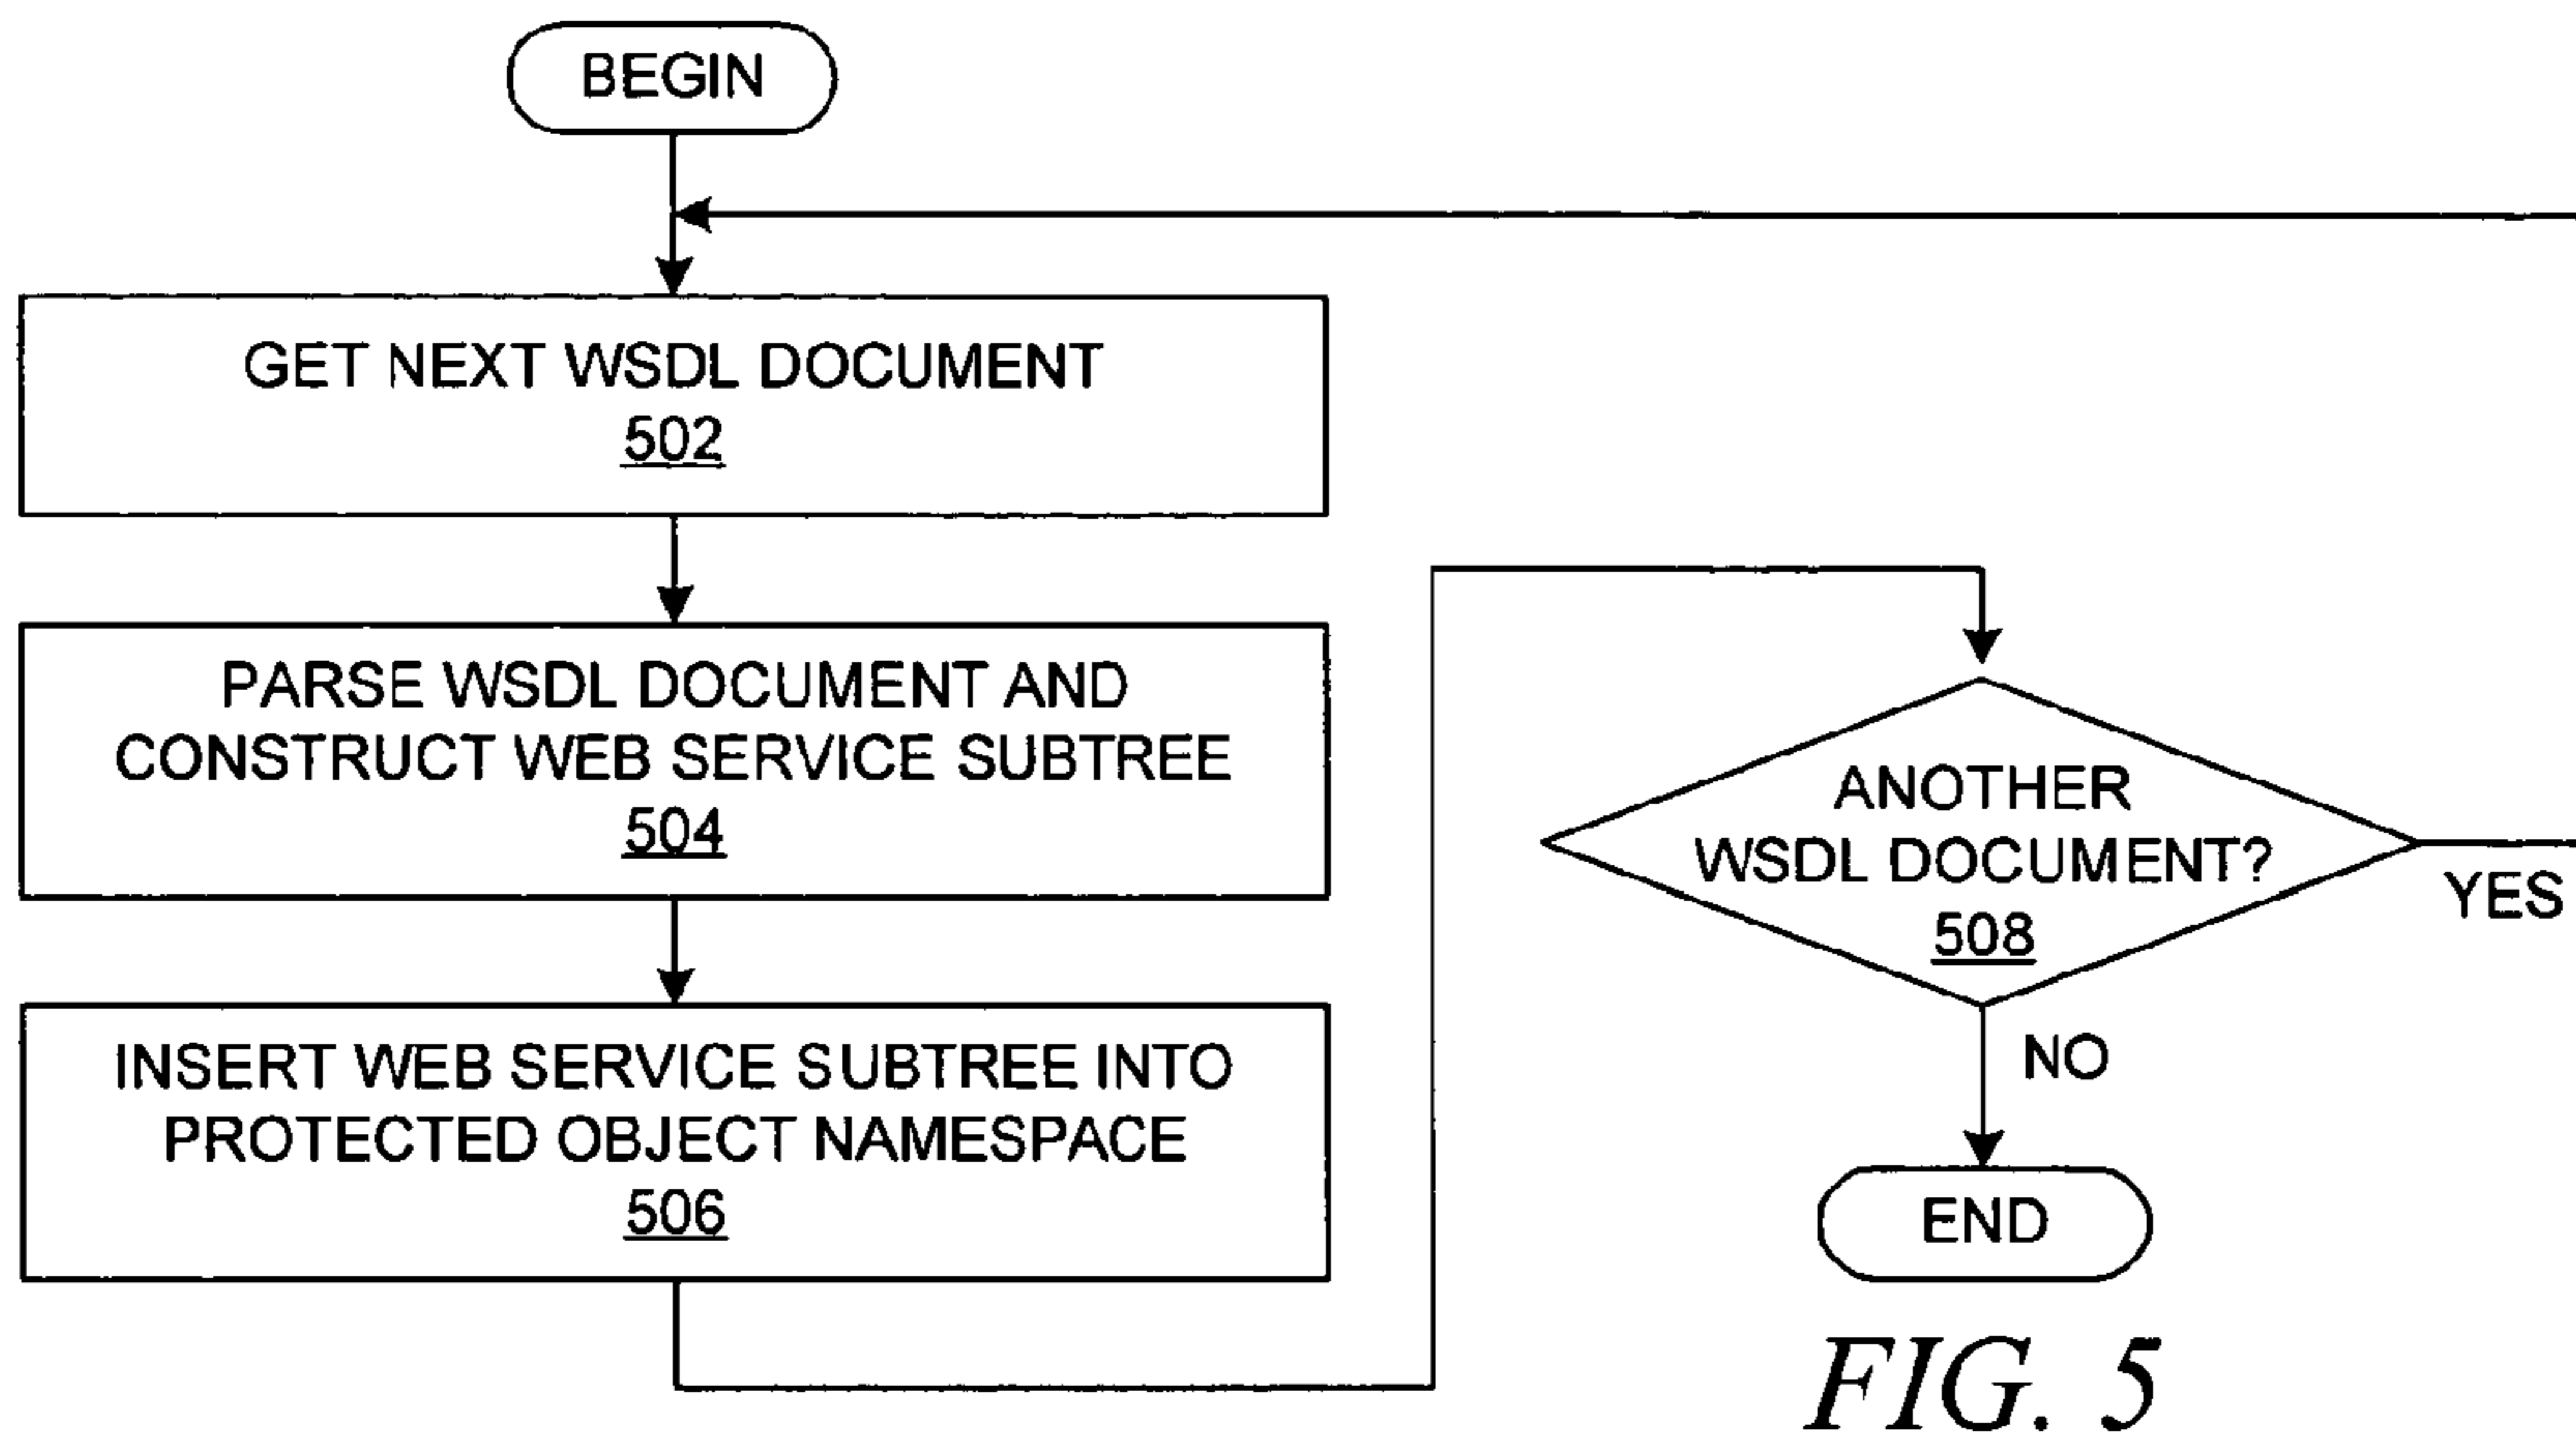 BEGIN
GET NEXT WSDL DOCUMENT
502
PARSE WSDL DOCUMENT AND
CONSTRUCT WEB SERVICE SUBTREE
504
INSERT WEB SERVICE SUBTREE INTO
PROTECTED OBJECT NAMESPACE
506
ANOTHER
WSDL DOCUMENT?
508
YES
NO
END
FIG. 5